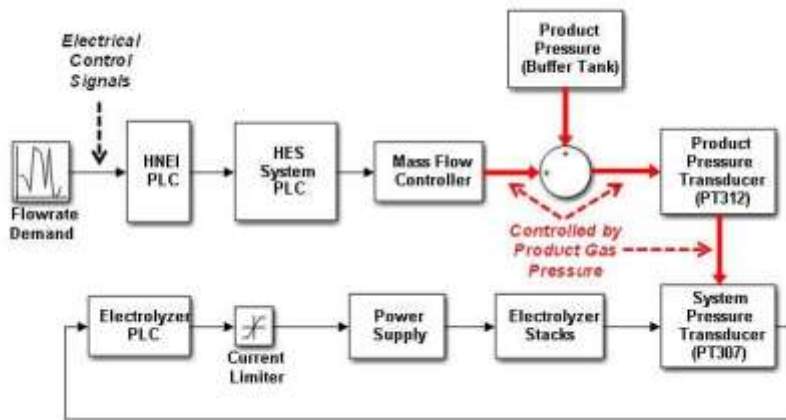 Electrical
Control
Signals
Product
Pressure
(Buffer Tank)
Flowrate
Demand
HNEI
PLC
HES
System
PLC
Mass Flow
Controller
Product
Pressure
Transducer
(PT312)
Controlled by
Product Gas
Pressure
Electrolyzer
PLC
Current
Limiter
Power
Supply
Electrolyzer
Stacks
System
Pressure
Transducer
(PT307)